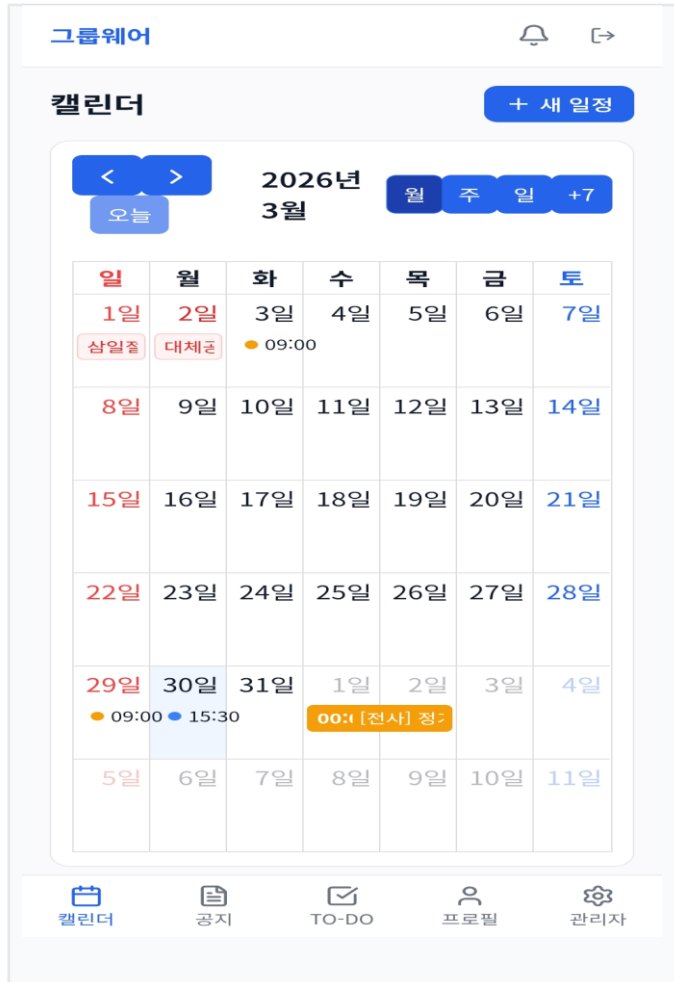 그룹웨어
캘린더
+ 새 일정
< >
오늘
2026년
3월
월 주 일 +7
일 월 화 수 목 금 토
1일 2일 3일 4일 5일 6일 7일
09:00
8일 9일 10일 11일 12일 13일 14일
15일 16일 17일 18일 19일 20일 21일
22일 23일 24일 25일 26일 27일 28일
29일 30일 31일 1일 2일 3일 4일
09:00 15:30 [전사]
5일 6일 7일 8일 9일 10일 11일
캘린더 공지 TO-DO 프로필 관리자